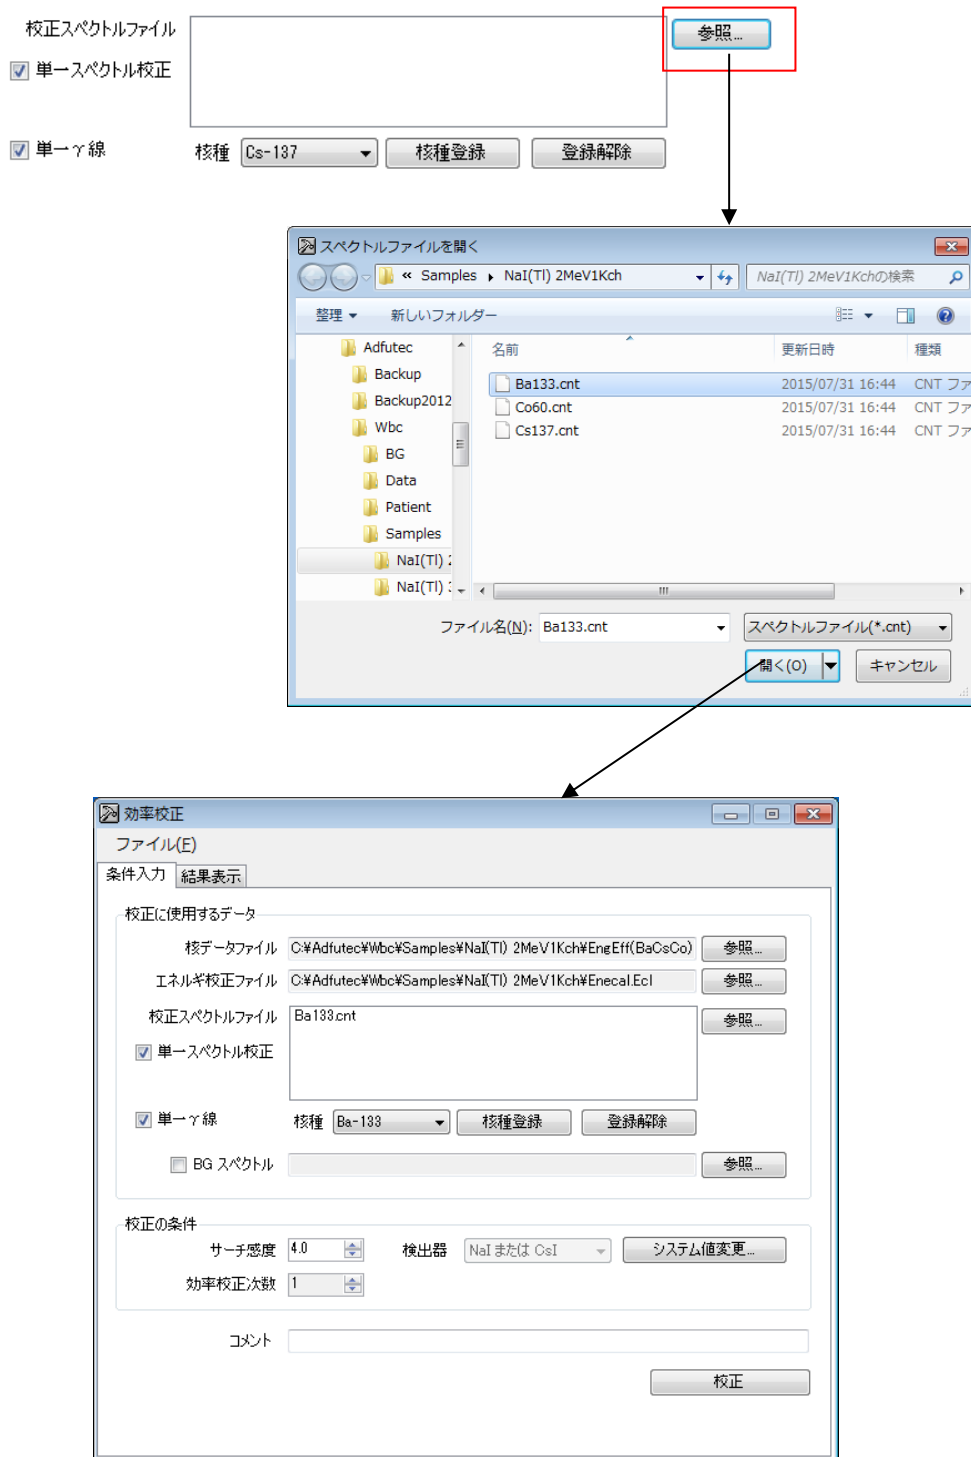 校正スペクトルファイル
参照...
単一スペクトル校正
単一γ線
核種 Cs-137 核種登録 登録解除
スペクトルファイルを開く
« Samples ▸ NaI(Tl) 2MeV1Kch
NaI(Tl) 2MeV1Kchの検索
整理 ▼ 新しいフォルダー
Adfutec
Backup
Backup2012
Wbc
BG
Data
Patient
Samples
NaI(Tl) 2
NaI(Tl) 3
名前 更新日時 種類
Ba133.cnt 2015/07/31 16:44 CNT ファ
Co60.cnt 2015/07/31 16:44 CNT ファ
Cs137.cnt 2015/07/31 16:44 CNT ファ
ファイル名(N): Ba133.cnt スペクトルファイル(*.cnt)
開く(O) キャンセル
効率校正
ファイル(F)
条件入力 結果表示
校正に使用するデータ
核データファイル C:¥Adfutec¥Wbc¥Samples¥NaI(Tl) 2MeV1Kch¥EngEff(BaCsCo) 参照...
エネルギ校正ファイル C:¥Adfutec¥Wbc¥Samples¥NaI(Tl) 2MeV1Kch¥Enecal.Ecl 参照...
校正スペクトルファイル Ba133.cnt 参照...
単一スペクトル校正
単一γ線 核種 Ba-133 核種登録 登録解除
BG スペクトル 参照...
校正の条件
サーチ感度 4.0 検出器 NaI または CsI システム値変更...
効率校正次数 1
コメント
校正